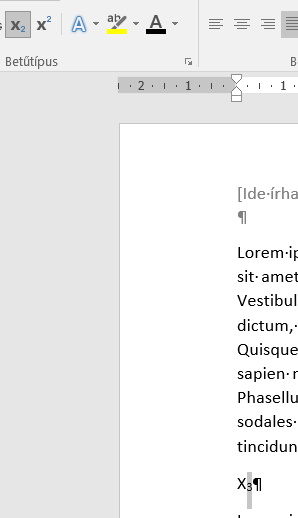 x₂ x² A ab A
Betűtípus
2 1 1
[Ide·írha
¶
Lorem·ip
sit·amet
Vestibul
dictum,·
Quisque
sapien·r
Phasellu
sodales·
tincidun
X₃¶